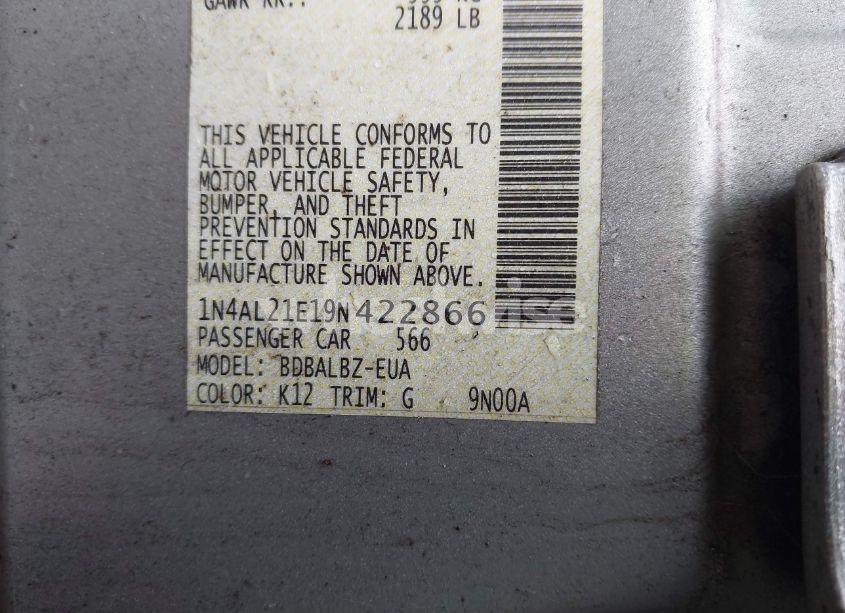 2189 LB
THIS VEHICLE CONFORMS TO
ALL APPLICABLE FEDERAL
MOTOR VEHICLE SAFETY,
BUMPER, AND THEFT
PREVENTION STANDARDS IN
EFFECT ON THE DATE OF
MANUFACTURE SHOWN ABOVE.
1N4AL21E19N422866
PASSENGER CAR 566
MODEL: BDBALBZ-EUA
COLOR: K12 TRIM: G 9N00A